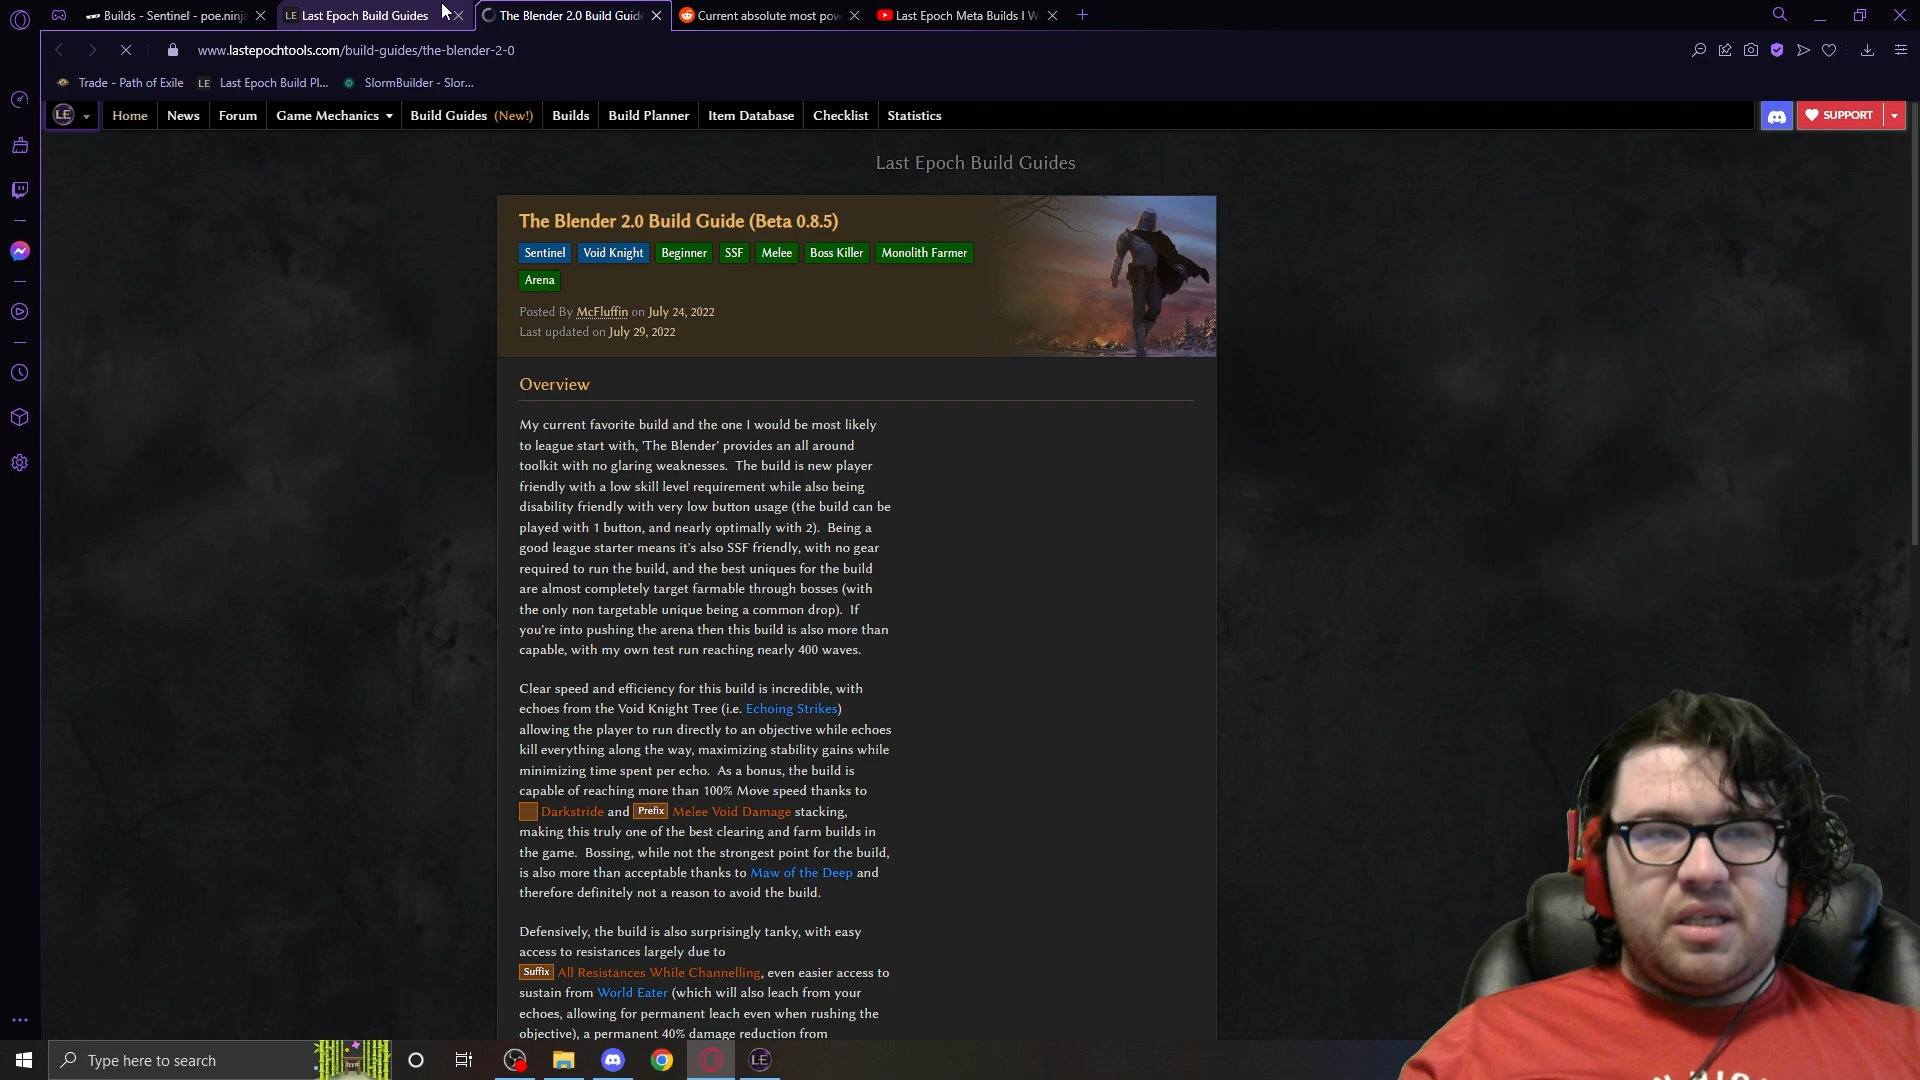 Builds - Sentinel - poe.ninja
LE Last Epoch Build Guides
The Blender 2.0 Build Guid
Current absolute most pow
Last Epoch Meta Builds I W
www.lastepochtools.com/build-guides/the-blender-2-0
Trade - Path of Exile
LE Last Epoch Build Pl...
SlormBuilder - Slor...
LE
Home
News
Forum
Game Mechanics
Build Guides (New!)
Builds
Build Planner
Item Database
Checklist
Statistics
SUPPORT
Last Epoch Build Guides
The Blender 2.0 Build Guide (Beta 0.8.5)
Sentinel Void Knight Beginner SSF Melee Boss Killer Monolith Farmer
Arena
Posted By McFluffin on July 24, 2022
Last updated on July 29, 2022
Overview
My current favorite build and the one I would be most likely
to league start with, 'The Blender' provides an all around
toolkit with no glaring weaknesses. The build is new player
friendly with a low skill level requirement while also being
disability friendly with very low button usage (the build can be
played with 1 button, and nearly optimally with 2). Being a
good league starter means it's also SSF friendly, with no gear
required to run the build, and the best uniques for the build
are almost completely target farmable through bosses (with
the only non targetable unique being a common drop). If
you're into pushing the arena then this build is also more than
capable, with my own test run reaching nearly 400 waves.
Clear speed and efficiency for this build is incredible, with
echoes from the Void Knight Tree (i.e. Echoing Strikes)
allowing the player to run directly to an objective while echoes
kill everything along the way, maximizing stability gains while
minimizing time spent per echo. As a bonus, the build is
capable of reaching more than 100% Move speed thanks to
Darkstride and Prefix Melee Void Damage stacking,
making this truly one of the best clearing and farm builds in
the game. Bossing, while not the strongest point for the build,
is also more than acceptable thanks to Maw of the Deep and
therefore definitely not a reason to avoid the build.
Defensively, the build is also surprisingly tanky, with easy
access to resistances largely due to
Suffix All Resistances While Channelling, even easier access to
sustain from World Eater (which will also leach from your
echoes, allowing for permanent leach even when rushing the
objective), a permanent 40% damage reduction from
Type here to search
LE